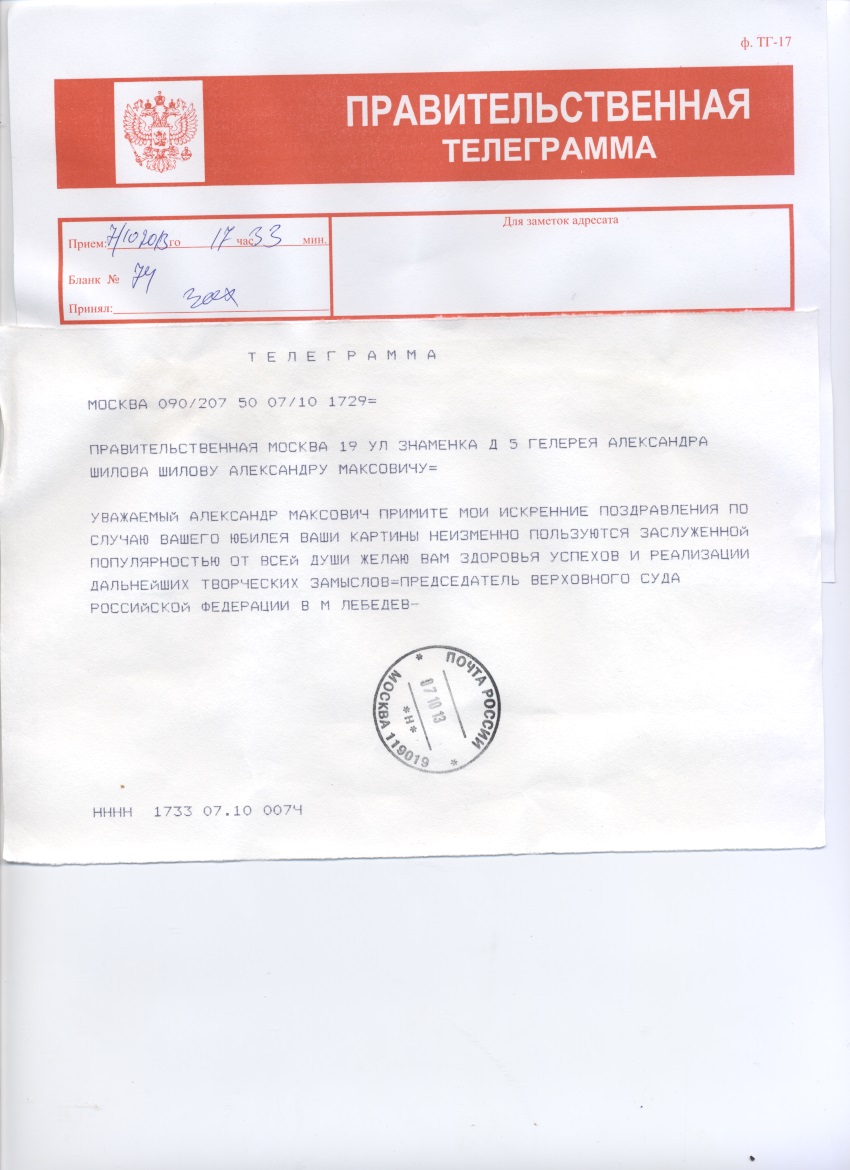 ф. ТГ-17
ПРАВИТЕЛЬСТВЕННАЯ
ТЕЛЕГРАММА
Прием: 7/10 2013 го 17 час 33 мин.
Для заметок адресата
Бланк № 74
Принял:
ТЕЛЕГРАММА
МОСКВА 090/207 50 07/10 1729=
ПРАВИТЕЛЬСТВЕННАЯ МОСКВА 19 УЛ ЗНАМЕНКА Д 5 ГЕЛЕРЕЯ АЛЕКСАНДРА
ШИЛОВА ШИЛОВУ АЛЕКСАНДРУ МАКСОВИЧУ=
УВАЖАЕМЫЙ АЛЕКСАНДР МАКСОВИЧ ПРИМИТЕ МОИ ИСКРЕННИЕ ПОЗДРАВЛЕНИЯ ПО
СЛУЧАЮ ВАШЕГО ЮБИЛЕЯ ВАШИ КАРТИНЫ НЕИЗМЕННО ПОЛЬЗУЮТСЯ ЗАСЛУЖЕННОЙ
ПОПУЛЯРНОСТЬЮ ОТ ВСЕЙ ДУШИ ЖЕЛАЮ ВАМ ЗДОРОВЬЯ УСПЕХОВ И РЕАЛИЗАЦИИ
ДАЛЬНЕЙШИХ ТВОРЧЕСКИХ ЗАМЫСЛОВ=ПРЕДСЕДАТЕЛЬ ВЕРХОВНОГО СУДА
РОССИЙСКОЙ ФЕДЕРАЦИИ В М ЛЕБЕДЕВ-
* ПОЧТА РОССИИ *
07 10 13
*Н*
МОСКВА 119019
НННН 1733 07.10 0074